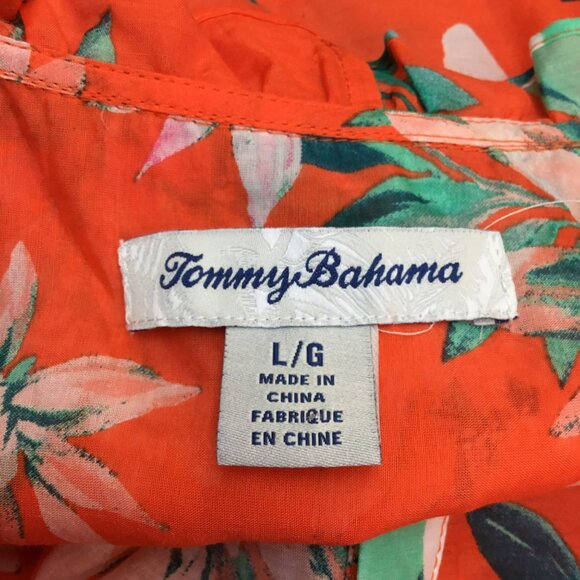 Tommy Bahama
L/G
MADE IN
CHINA
FABRIQUE
EN CHINE